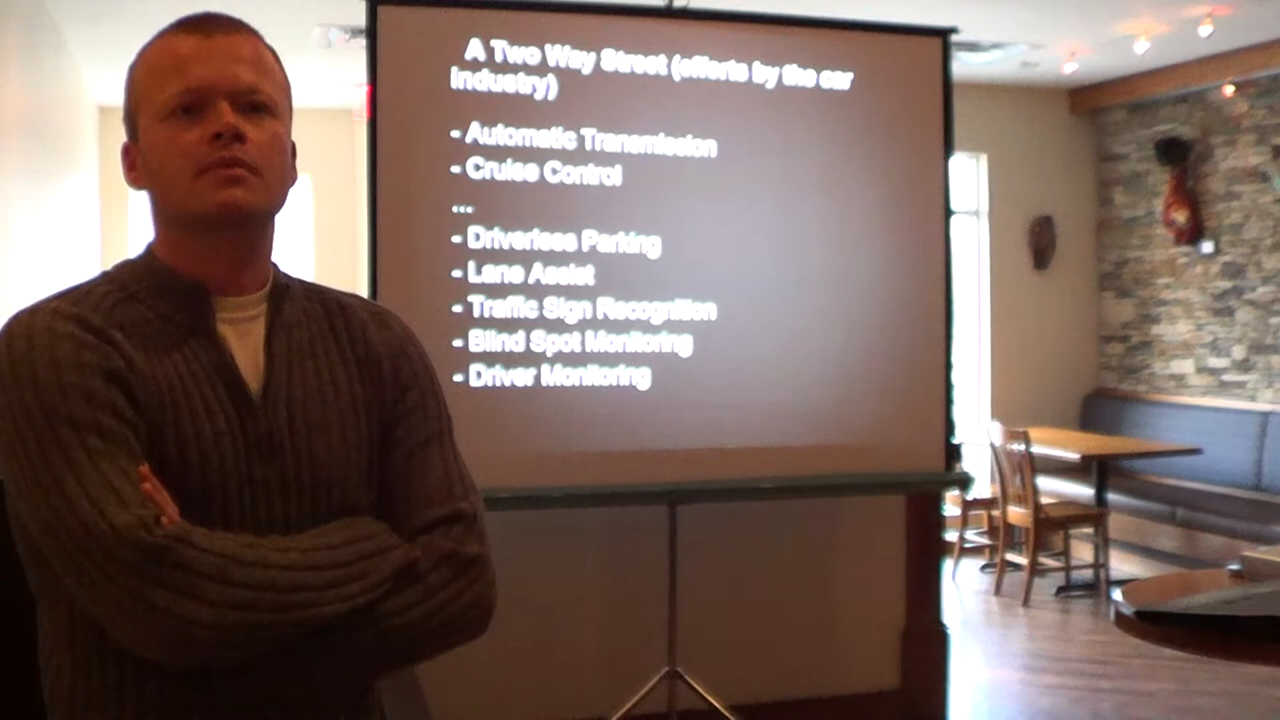 A Two Way Street (efforts by the car
industry)
- Automatic Transmission
- Cruise Control
...
- Driverless Parking
- Lane Assist
- Traffic Sign Recognition
- Blind Spot Monitoring
- Driver Monitoring